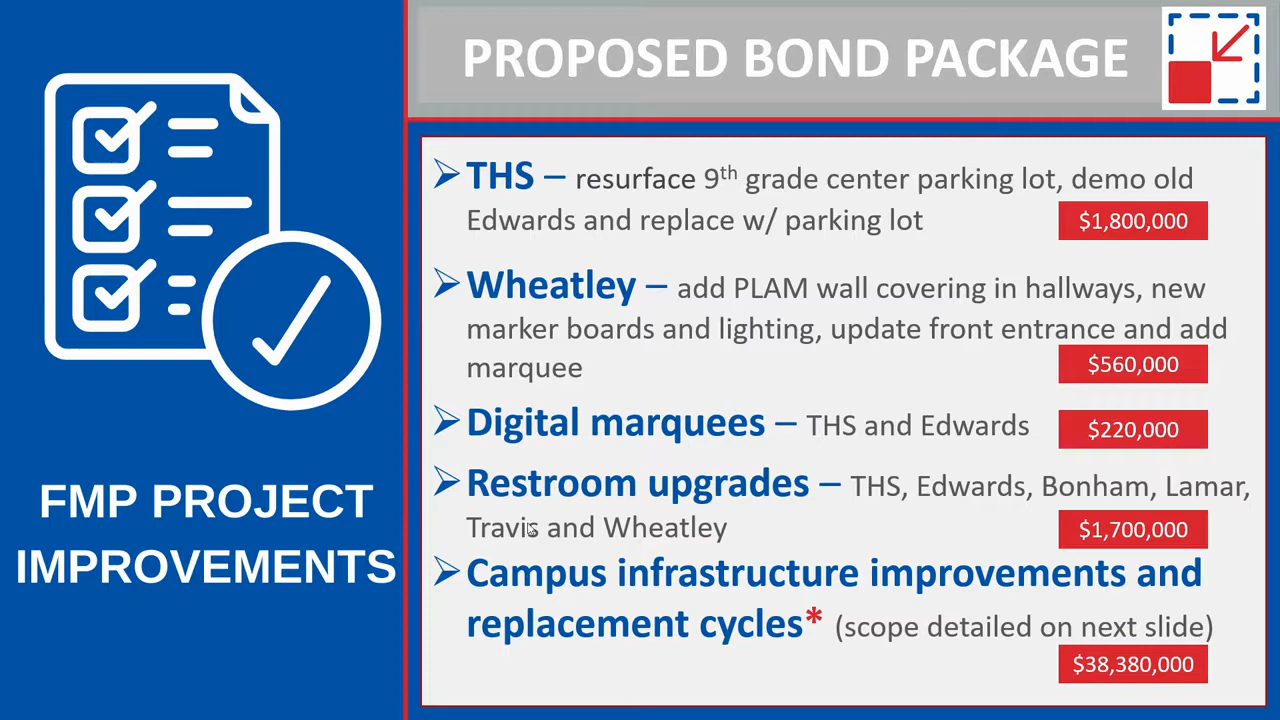 PROPOSED BOND PACKAGE
THS – resurface 9th grade center parking lot, demo old
Edwards and replace w/ parking lot
$1,800,000
Wheatley – add PLAM wall covering in hallways, new
marker boards and lighting, update front entrance and add
marquee
$560,000
Digital marquees – THS and Edwards
$220,000
Restroom upgrades – THS, Edwards, Bonham, Lamar,
Travis and Wheatley
$1,700,000
Campus infrastructure improvements and
replacement cycles* (scope detailed on next slide)
$38,380,000
FMP PROJECT
IMPROVEMENTS